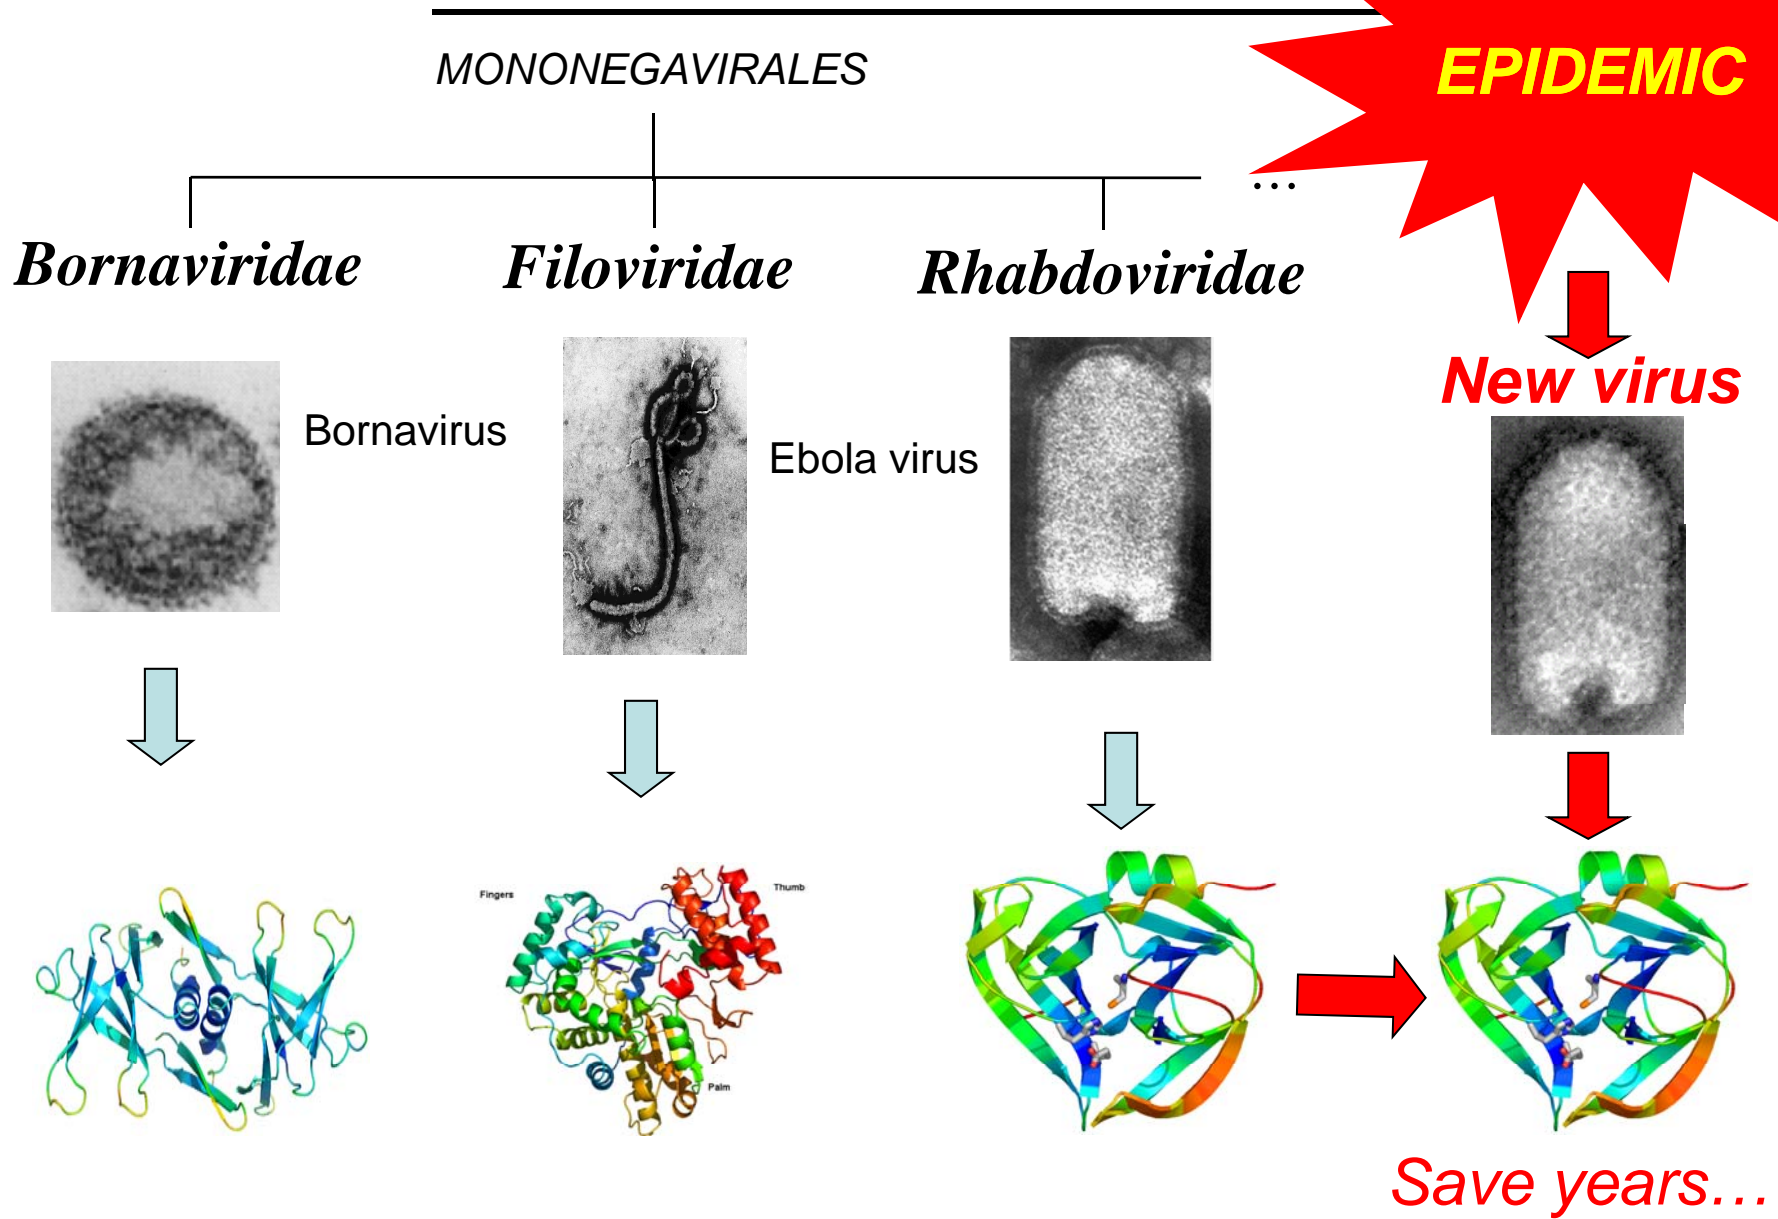 MONONEGAVIRALES
EPIDEMIC
…
Bornaviridae
Filoviridae
Rhabdoviridae
New virus
Bornavirus
Ebola virus
Fingers
Thumb
Palm
Save years…